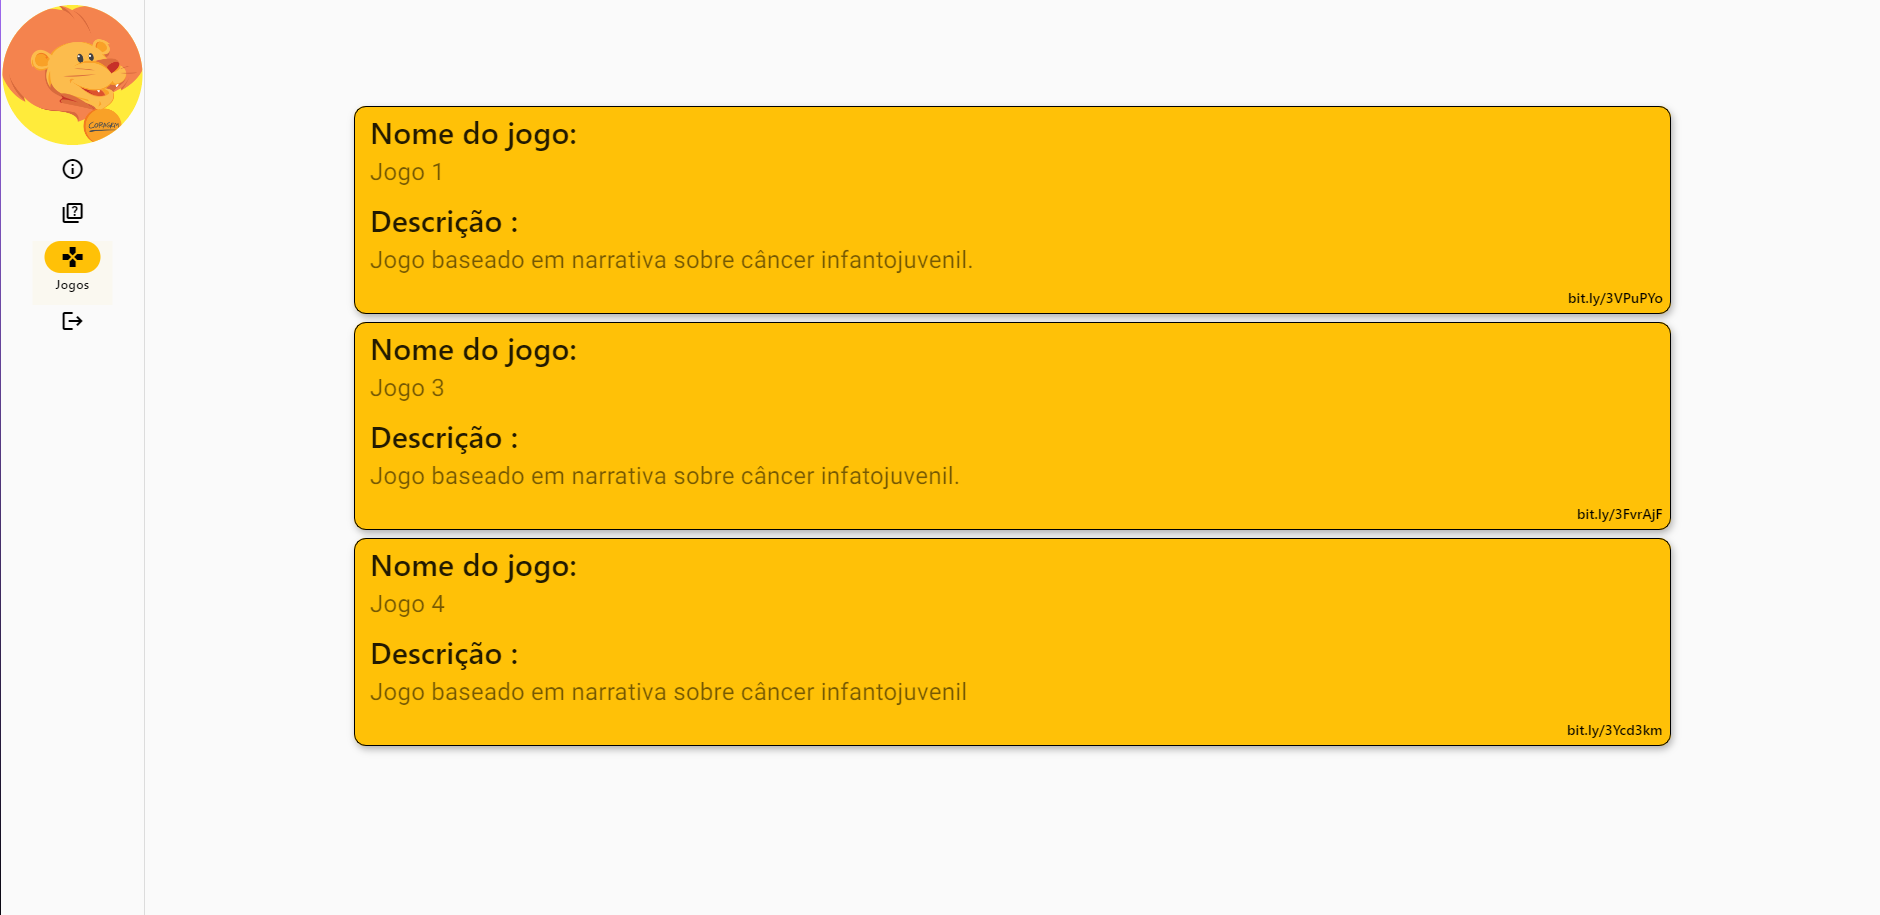 CORAGEM
Jogos
Nome do jogo:
Jogo 1
Descrição :
Jogo baseado em narrativa sobre câncer infantojuvenil.
bit.ly/3VPuPYo
Nome do jogo:
Jogo 3
Descrição :
Jogo baseado em narrativa sobre câncer infatojuvenil.
bit.ly/3FvrAjF
Nome do jogo:
Jogo 4
Descrição :
Jogo baseado em narrativa sobre câncer infantojuvenil
bit.ly/3Ycd3km